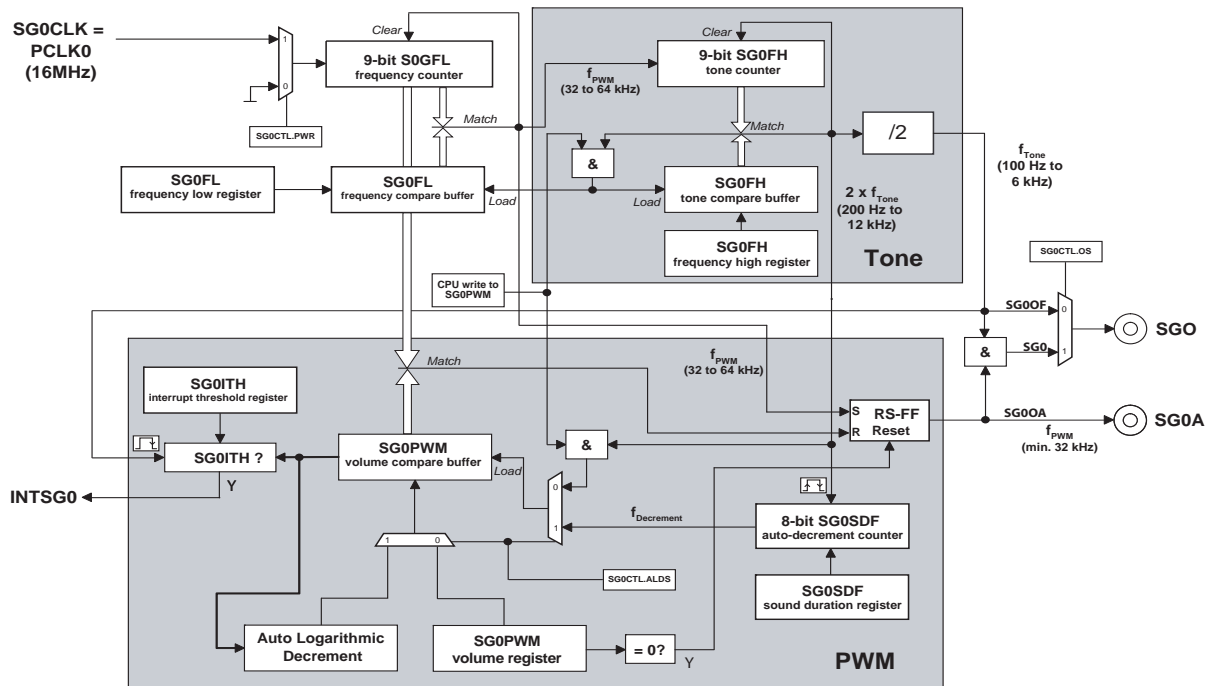 SG0CLK =
PCLK0
(16MHz)
1
0
SG0CTL.PWR
Clear
9-bit S0GFL
frequency counter
Match
SG0FL
frequency low register
SG0FL
frequency compare buffer
Load
Clear
9-bit SG0FH
tone counter
fPWM
(32 to 64 kHz)
Match
&
Load
SG0FH
tone compare buffer
SG0FH
frequency high register
/2
2 x fTone
(200 Hz to
12 kHz)
Tone
fTone
(100 Hz to
6 kHz)
CPU write to
SG0PWM
SG0CTL.OS
SG0OF
0
SG0
1
&
SGO
SG0OA
fPWM
(min. 32 kHz)
SG0A
Match
fPWM
(32 to 64 kHz)
S
R
RS-FF
Reset
SG0ITH
interrupt threshold register
SG0ITH ?
Y
INTSG0
SG0PWM
volume compare buffer
Load
&
0
1
fDecrement
8-bit SG0SDF
auto-decrement counter
SG0SDF
sound duration register
1
0
SG0CTL.ALDS
Auto Logarithmic
Decrement
SG0PWM
volume register
= 0?
Y
PWM